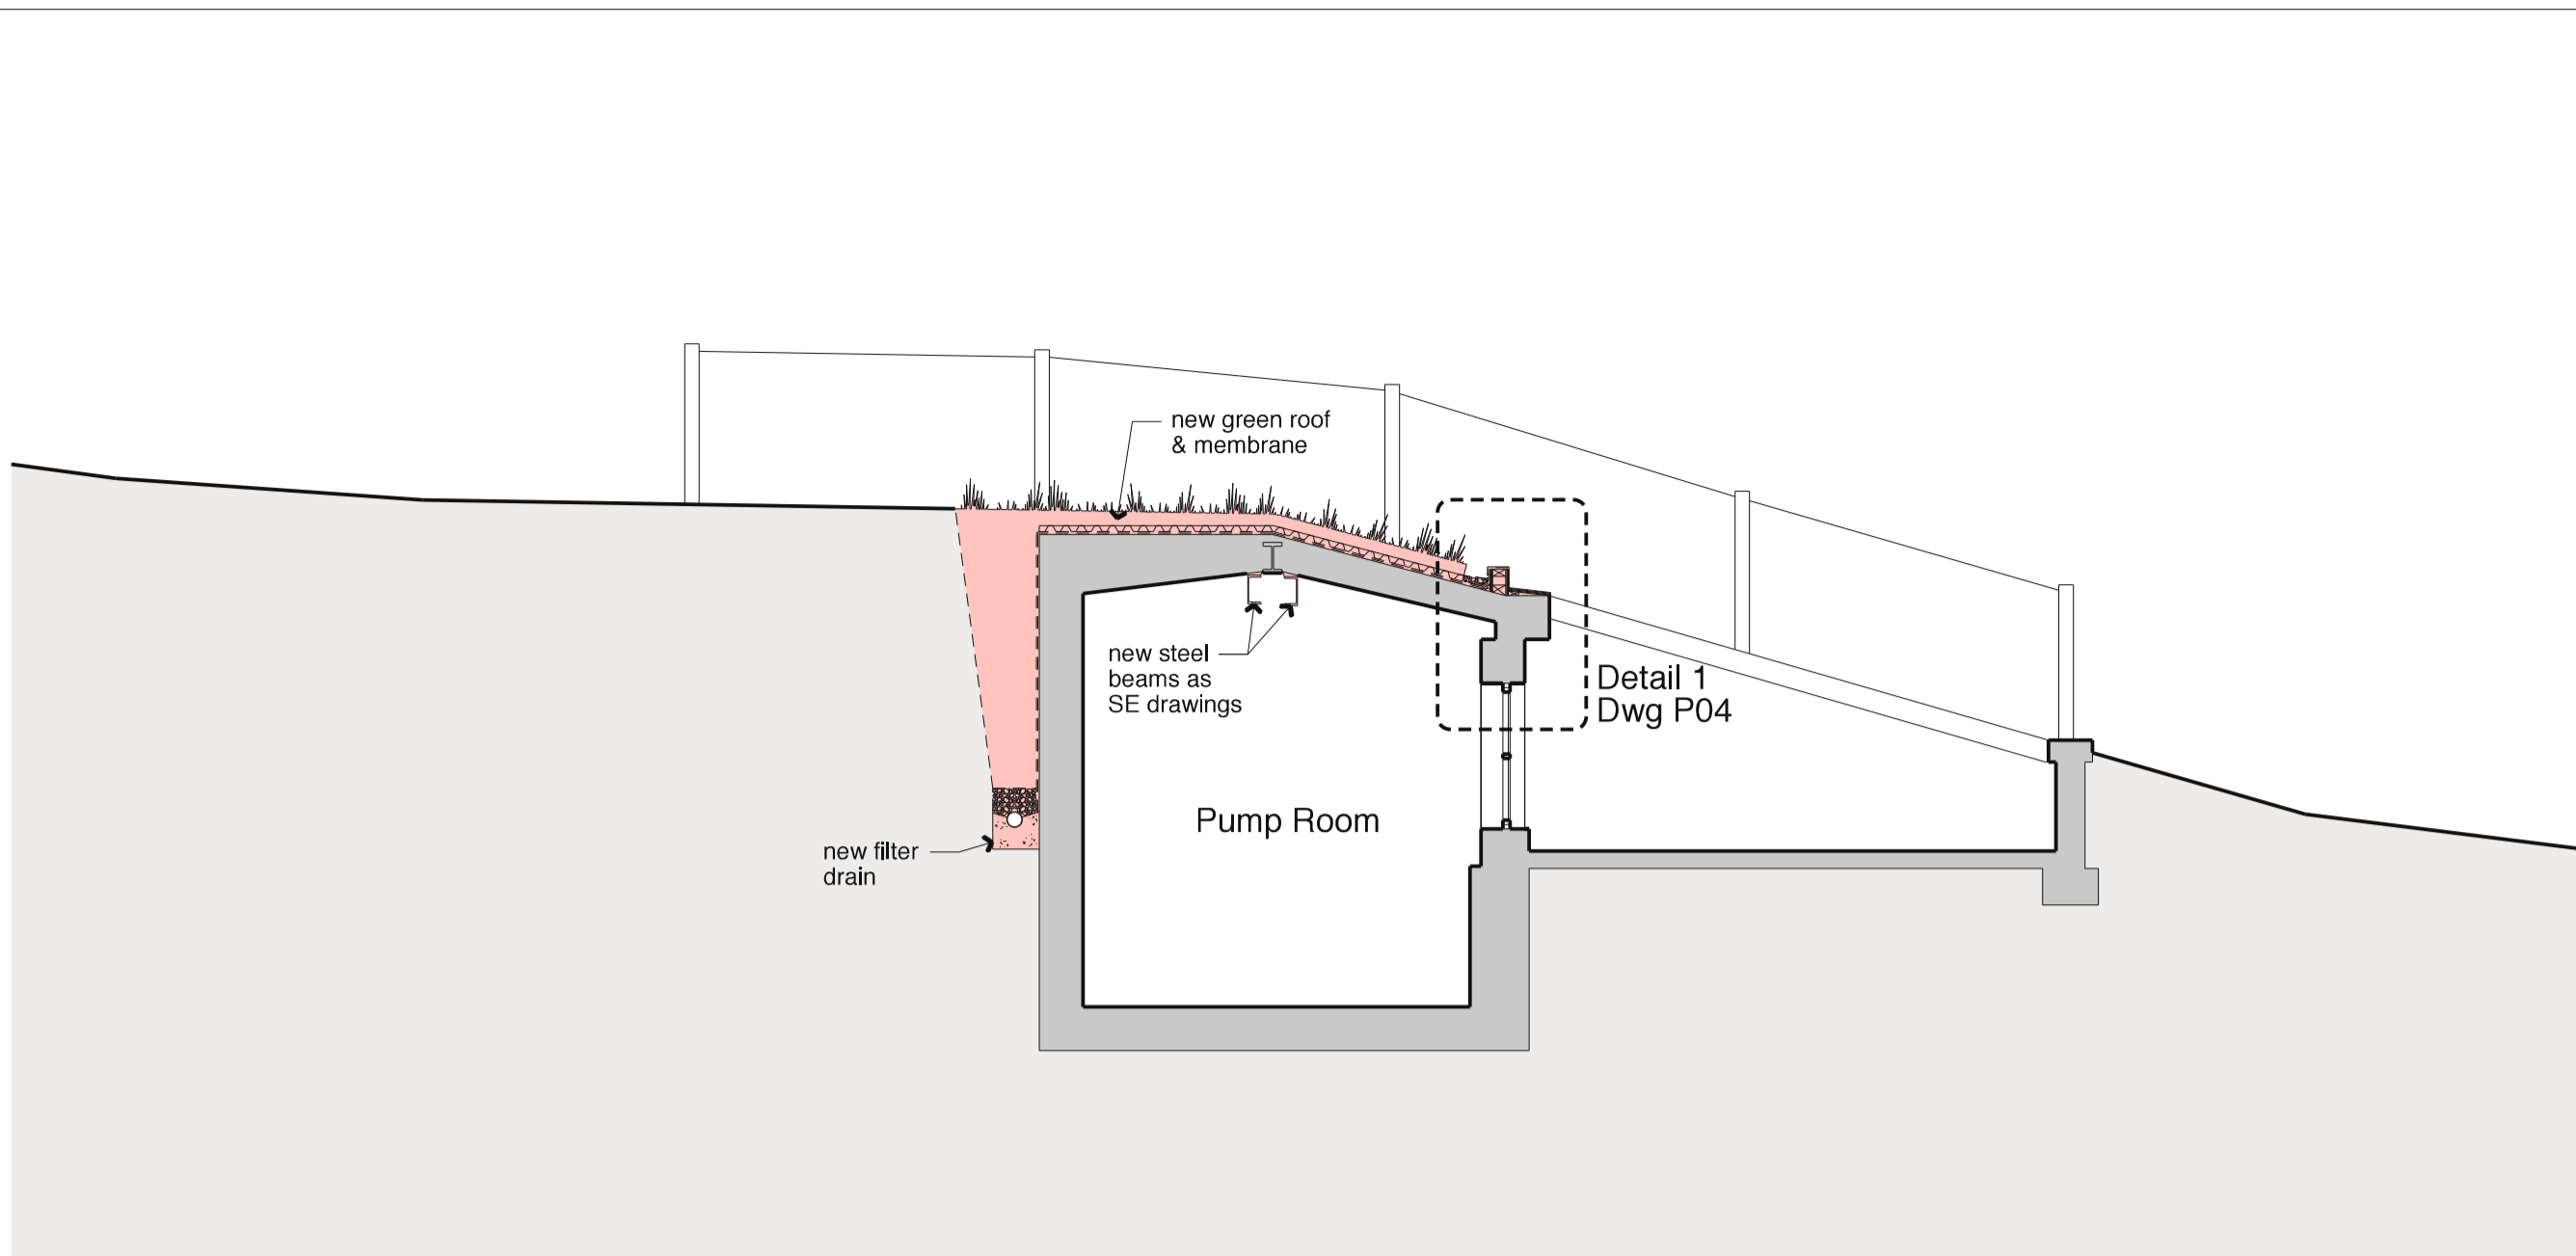 new green roof
& membrane
new steel
beams as
SE drawings
Detail 1
Dwg P04
Pump Room
new filter
drain